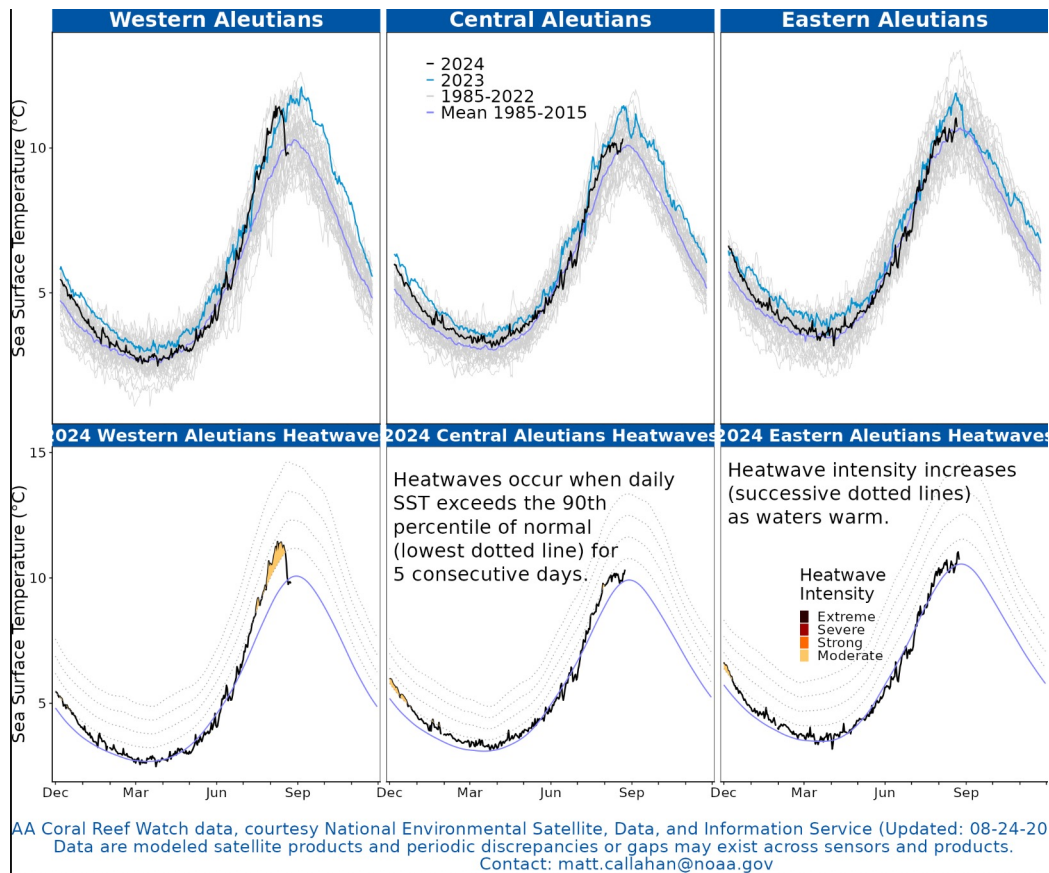 Western Aleutians
Central Aleutians
Eastern Aleutians
Sea Surface Temperature (°C)
10
5
2024
2023
1985-2022
Mean 1985-2015
2024 Western Aleutians Heatwaves
2024 Central Aleutians Heatwaves
2024 Eastern Aleutians Heatwaves
Sea Surface Temperature (°C)
15
10
5
Heatwaves occur when daily
SST exceeds the 90th
percentile of normal
(lowest dotted line) for
5 consecutive days.
Heatwave intensity increases
(successive dotted lines)
as waters warm.
Heatwave
Intensity
Extreme
Severe
Strong
Moderate
Dec Mar Jun Sep
Dec Mar Jun Sep
Dec Mar Jun Sep
AA Coral Reef Watch data, courtesy National Environmental Satellite, Data, and Information Service (Updated: 08-24-20
Data are modeled satellite products and periodic discrepancies or gaps may exist across sensors and products.
Contact: matt.callahan@noaa.gov